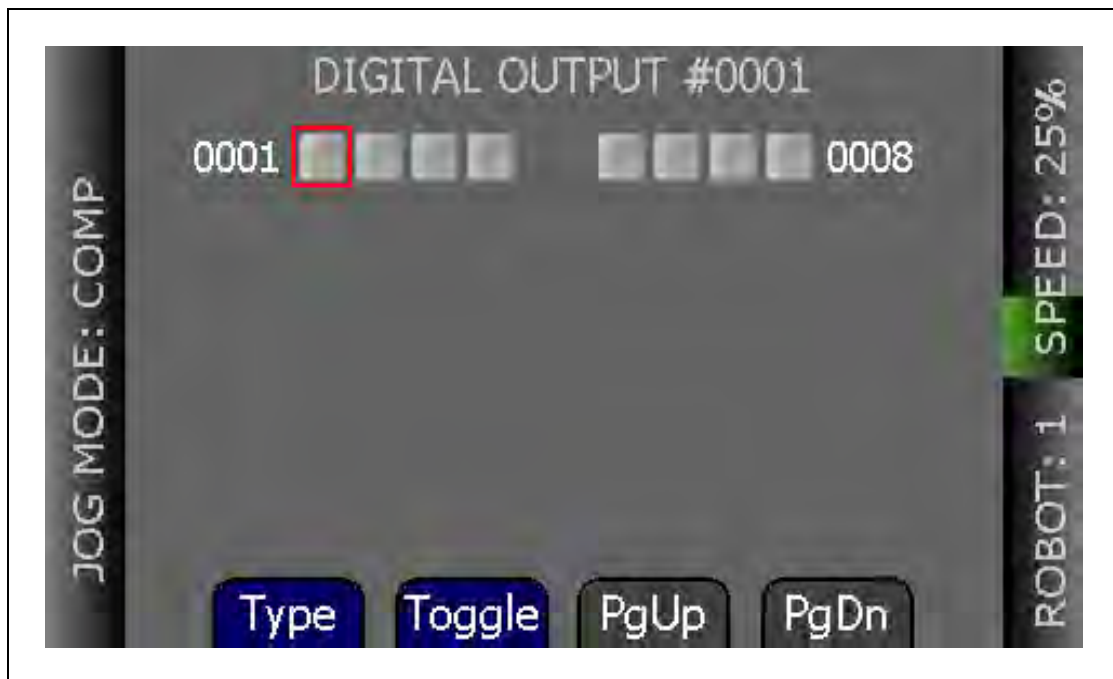 DIGITAL OUTPUT #0001
0001 0008
JOG MODE: COMP
SPEED: 25%
ROBOT: 1
Type Toggle PgUp PgDn